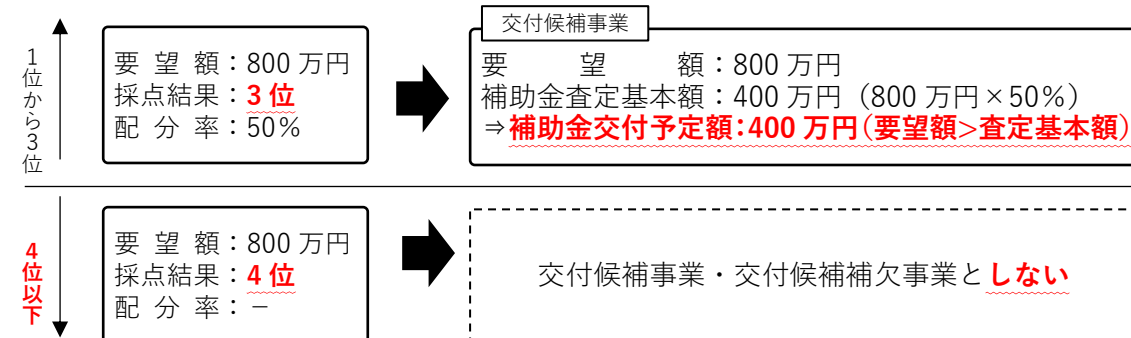 1位から3位
要 望 額：800 万円
採点結果：3 位
配 分 率：50％
交付候補事業
要 望 額：800 万円
補助金査定基本額：400 万円（800 万円×50％）
⇒補助金交付予定額：400 万円（要望額>査定基本額）
4位以下
要 望 額：800 万円
採点結果：4 位
配 分 率：－
交付候補事業・交付候補補欠事業としない